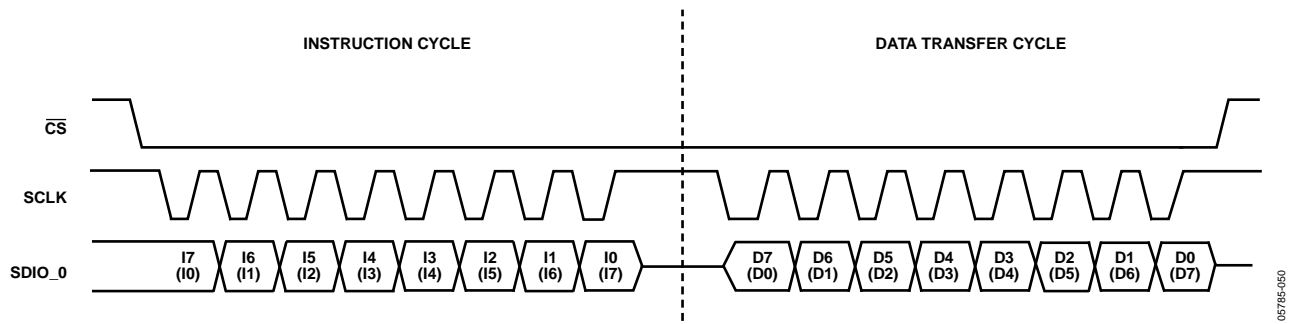 INSTRUCTION CYCLE DATA TRANSFER CYCLE
CS
SCLK
SDIO_0
I7 I6 I5 I4 I3 I2 I1 I0 D7 D6 D5 D4 D3 D2 D1 D0
(I0) (I1) (I2) (I3) (I4) (I5) (I6) (I7) (D0) (D1) (D2) (D3) (D4) (D5) (D6) (D7)
05785-050